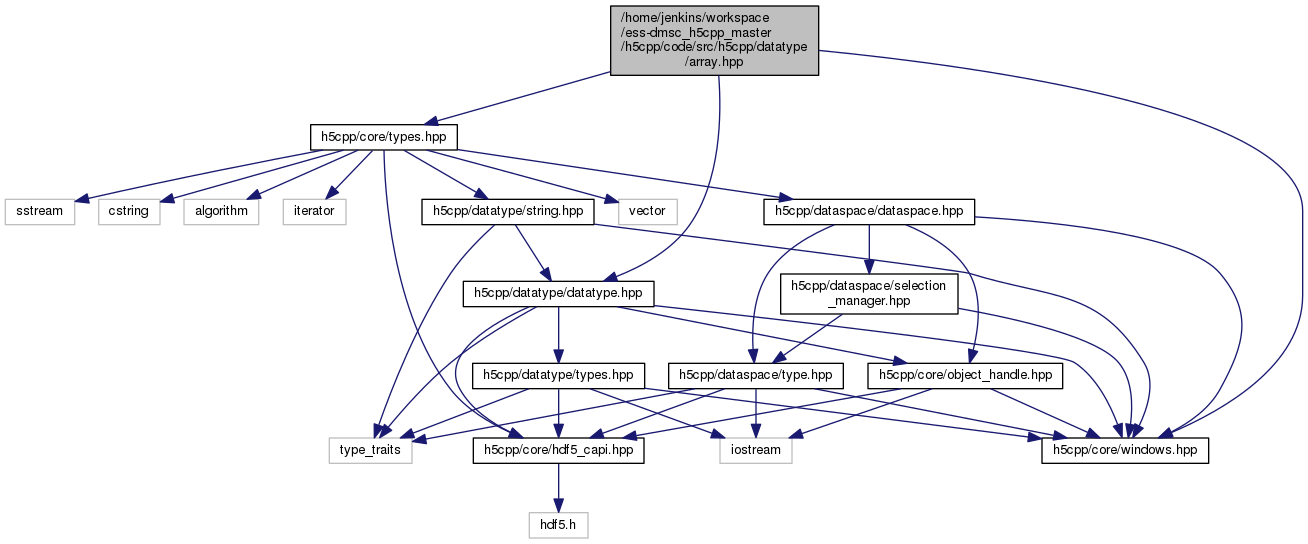 /home/jenkins/workspace
/ess-dmsc_h5cpp_master
/h5cpp/code/src/h5cpp/datatype
/array.hpp
h5cpp/core/types.hpp
sstream
cstring
algorithm
iterator
h5cpp/datatype/string.hpp
vector
h5cpp/dataspace/dataspace.hpp
h5cpp/datatype/datatype.hpp
h5cpp/dataspace/selection
_manager.hpp
h5cpp/datatype/types.hpp
h5cpp/dataspace/type.hpp
h5cpp/core/object_handle.hpp
type_traits
h5cpp/core/hdf5_capi.hpp
iostream
h5cpp/core/windows.hpp
hdf5.h